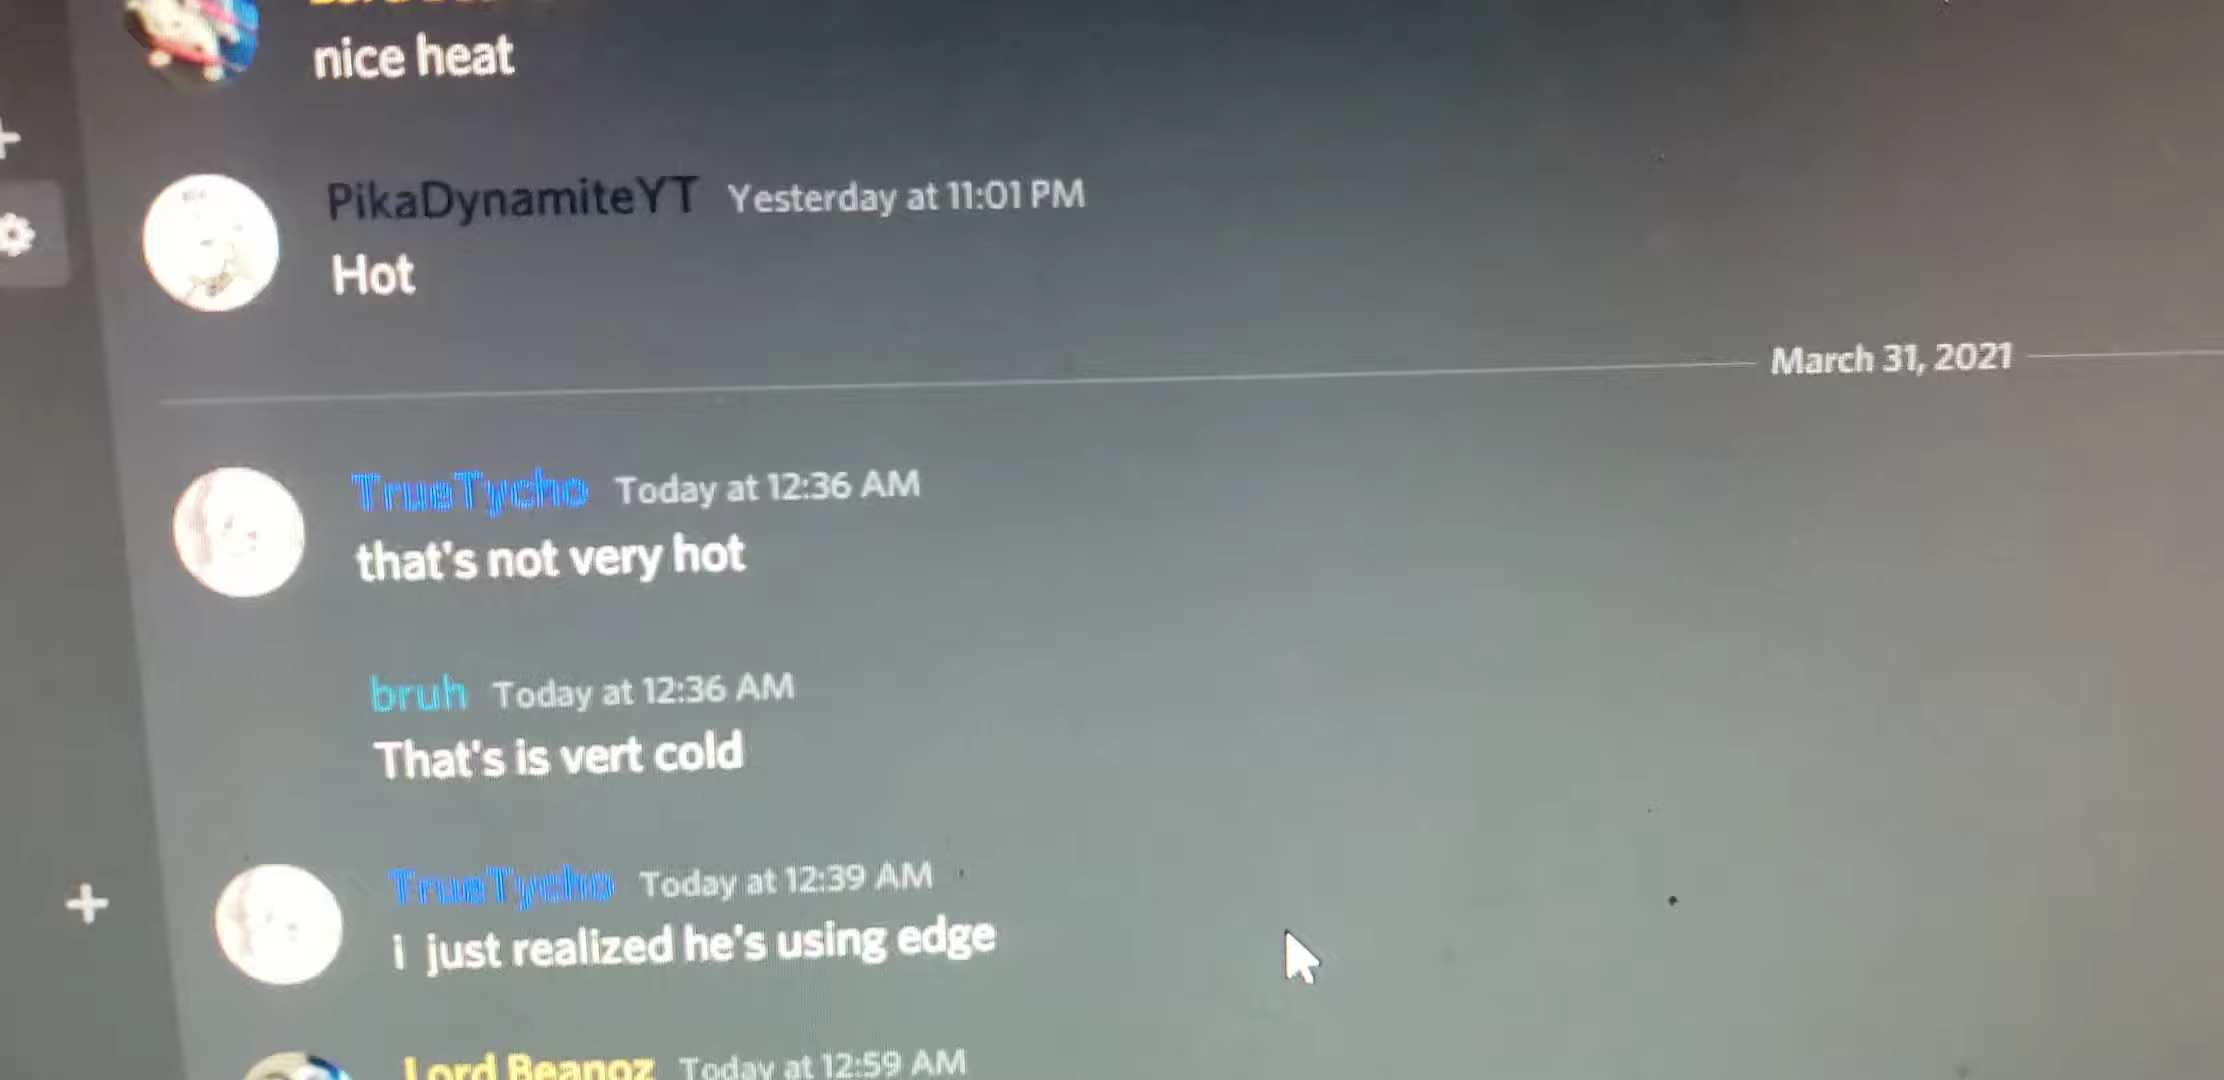 nice heat
PikaDynamiteYT Yesterday at 11:01 PM
Hot
March 31, 2021
TrueTycho Today at 12:36 AM
that's not very hot
bruh Today at 12:36 AM
That's is vert cold
TrueTycho Today at 12:39 AM
i just realized he's using edge
Lord Beanoz Today at 12:59 AM